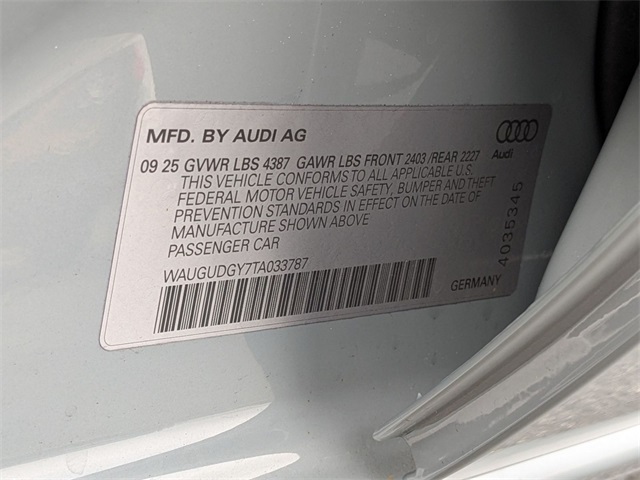 MFD. BY AUDI AG
Audi
09 25 GVWR LBS 4387 GAWR LBS FRONT 2403 /REAR 2227
THIS VEHICLE CONFORMS TO ALL APPLICABLE U.S.
FEDERAL MOTOR VEHICLE SAFETY, BUMPER AND THEFT
PREVENTION STANDARDS IN EFFECT ON THE DATE OF
MANUFACTURE SHOWN ABOVE
PASSENGER CAR
4035345
WAUGUDGY7TA033787
GERMANY